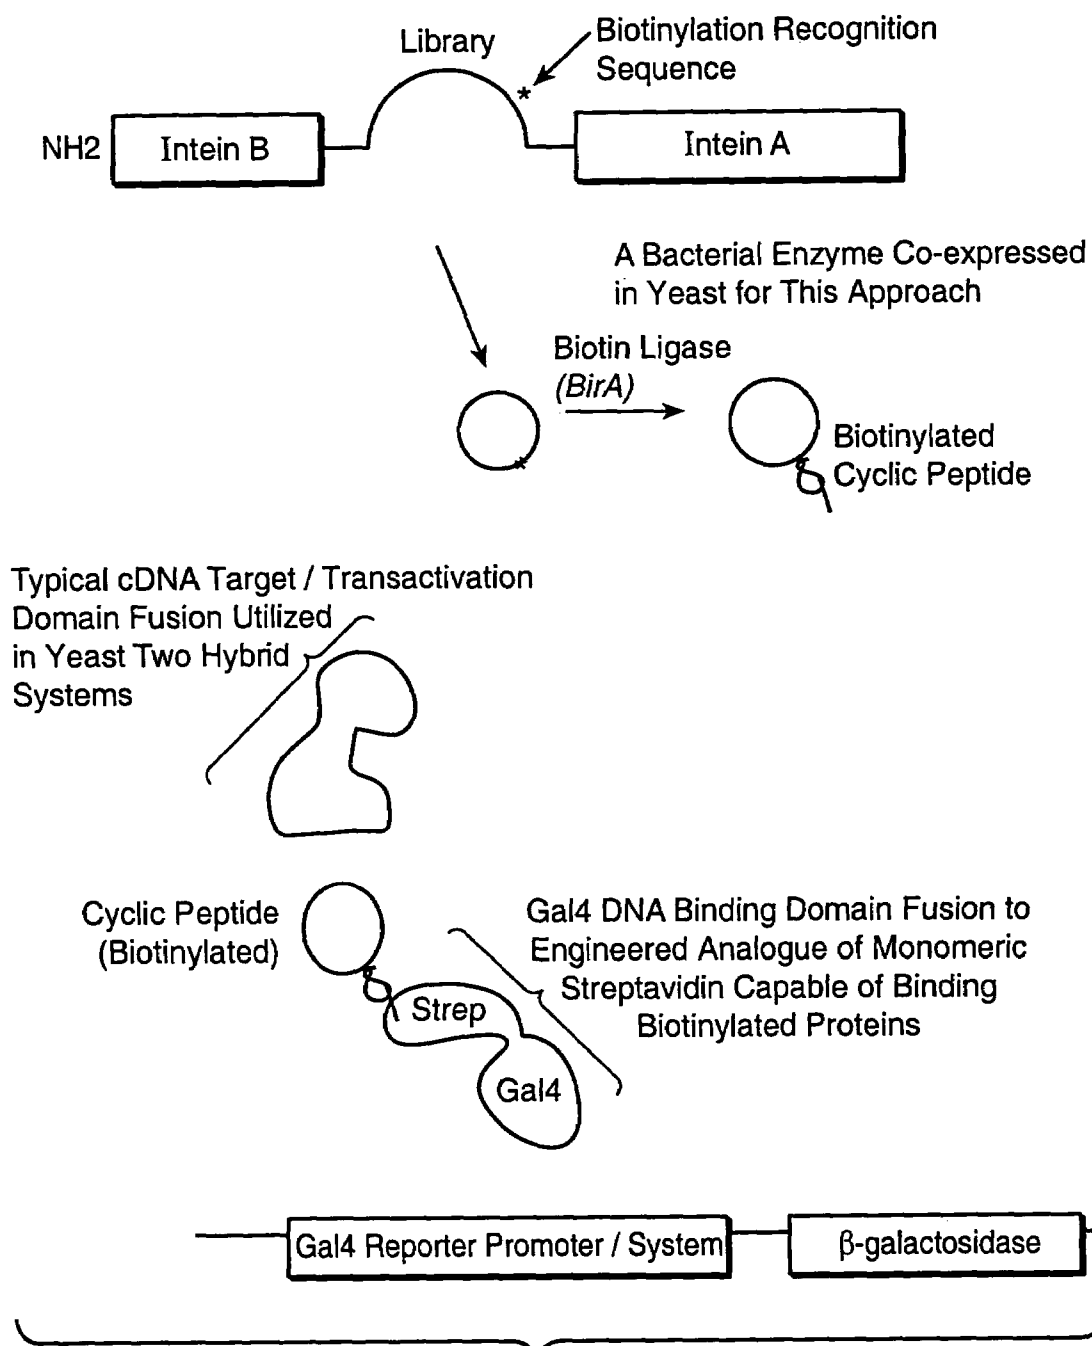 Library
Biotinylation Recognition
Sequence
*
NH2
Intein B
Intein A
A Bacterial Enzyme Co-expressed
in Yeast for This Approach
Biotin Ligase
(BirA)
Biotinylated
Cyclic Peptide
Typical cDNA Target / Transactivation
Domain Fusion Utilized
in Yeast Two Hybrid
Systems
Cyclic Peptide
(Biotinylated)
Gal4 DNA Binding Domain Fusion to
Engineered Analogue of Monomeric
Streptavidin Capable of Binding
Biotinylated Proteins
Strep
Gal4
Gal4 Reporter Promoter / System
β-galactosidase